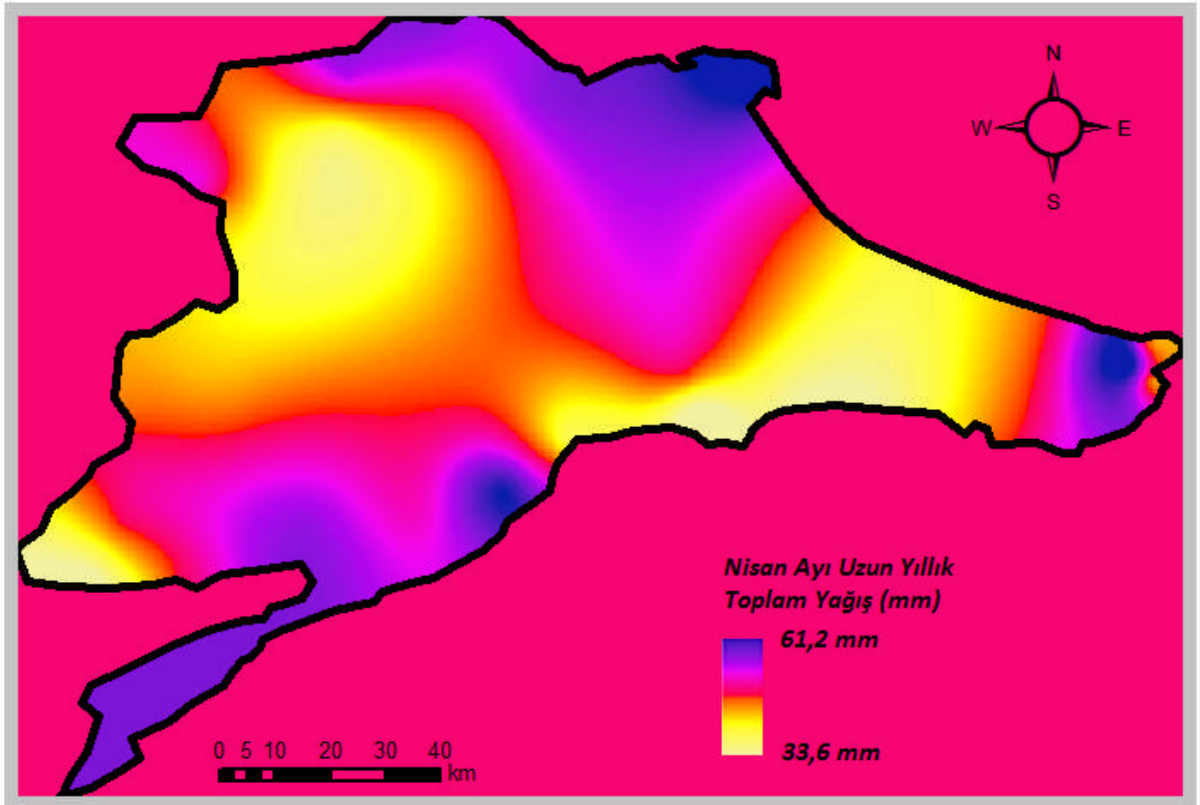 N
W E
S
Nisan Ayı Uzun Yıllık
Toplam Yağış (mm)
61,2 mm
33,6 mm
0 5 10 20 30 40
km